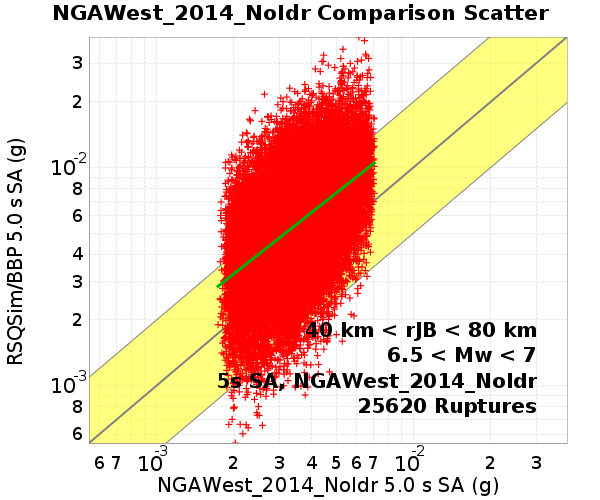 NGAWest_2014_NoIdr Comparison Scatter
RSQSim/BBP 5.0 s SA (g)
3
2
10-2
8
6
4
3
2
10-3
8
6
40 km < rJB < 80 km
6.5 < Mw < 7
5s SA, NGAWest_2014_NoIdr
25620 Ruptures
6 7 10-3 2 3 4 5 6 7 10-2 2 3
NGAWest_2014_NoIdr 5.0 s SA (g)